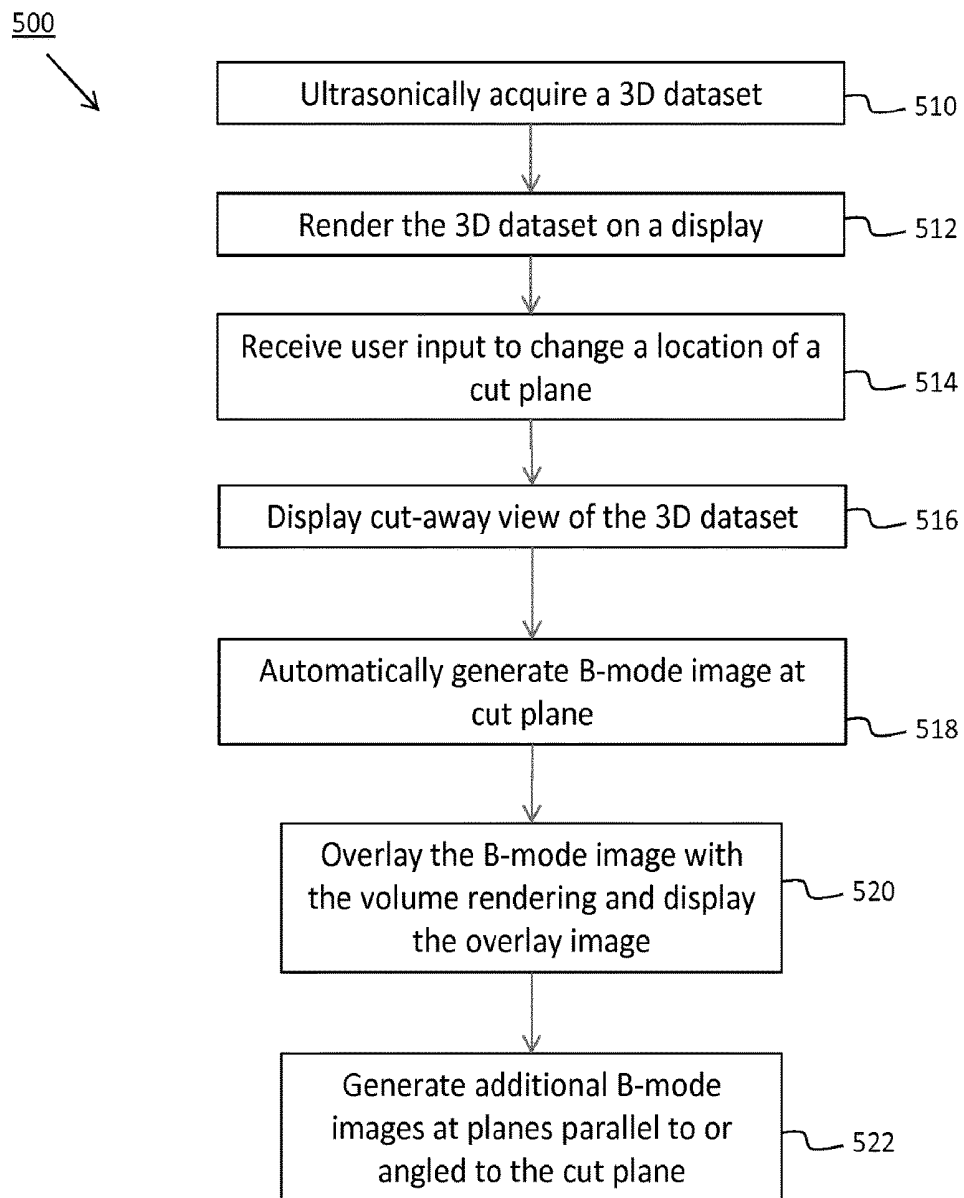 500
Ultrasonically acquire a 3D dataset
510
Render the 3D dataset on a display
512
Receive user input to change a location of a
cut plane
514
Display cut-away view of the 3D dataset
516
Automatically generate B-mode image at
cut plane
518
Overlay the B-mode image with
the volume rendering and display
the overlay image
520
Generate additional B-mode
images at planes parallel to or
angled to the cut plane
522